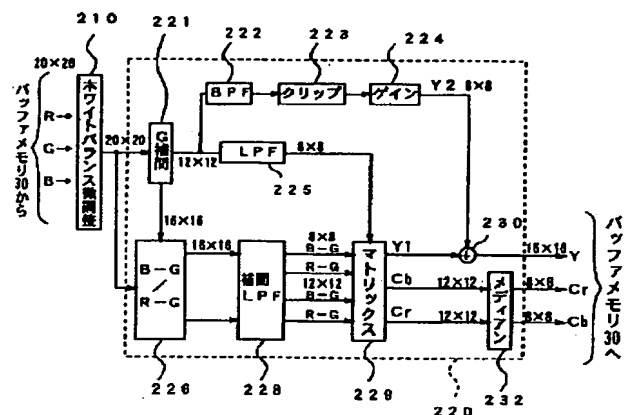 210
221
222
223
224
20×20
バッファメモリ30から
R→
G→
B→
ホワイトバランス微調整
20×20
G補間
12×12
BPF
クリップ
ゲイン
Y2
8×8
LPF
8×8
225
16×16
B-G
/
R-G
16×16
補間
LPF
8×8
B-G
R-G
12×12
B-G
R-G
マトリックス
Y1
Cb
Cr
12×12
12×12
230
メディアン
16×16
Y
8×8
Cr
8×8
Cb
バッファメモリ30へ
226
228
229
232
220